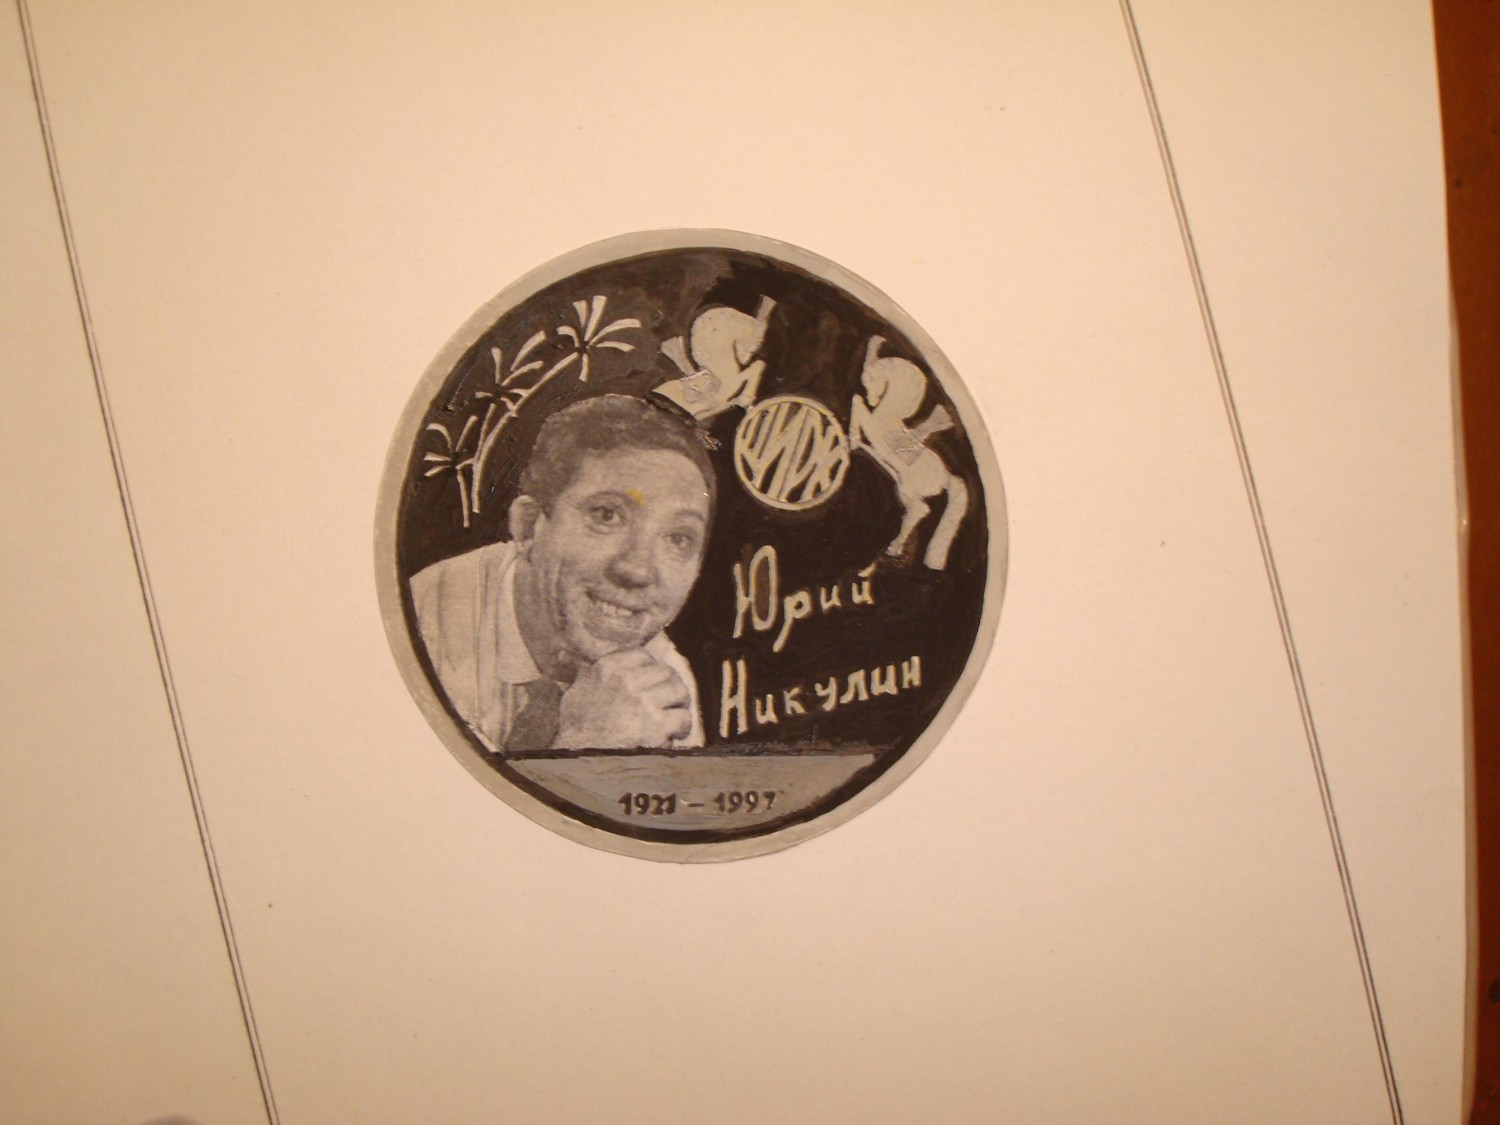 ЦИРК
Юрий
Никулин
1921 - 1997